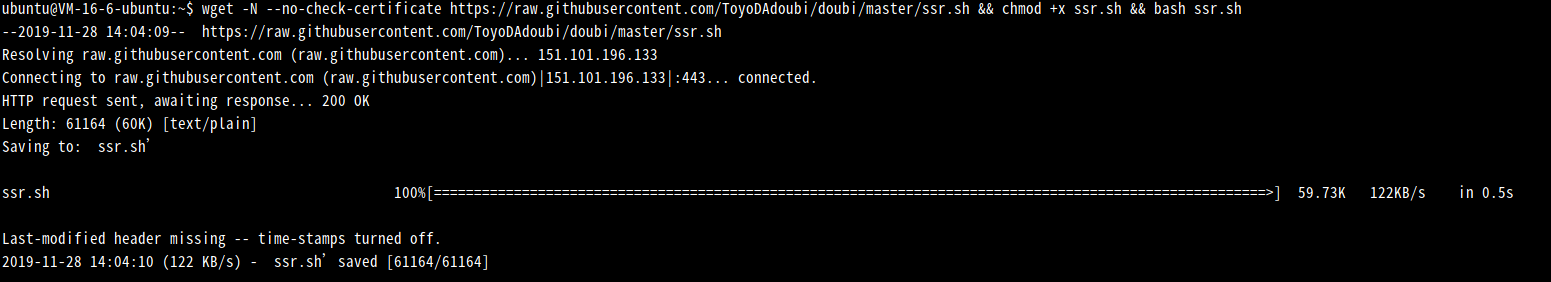 ubuntu@VM-16-6-ubuntu:~$ wget -N --no-check-certificate https://raw.githubusercontent.com/ToyoDAdoubi/doubi/master/ssr.sh && chmod +x ssr.sh && bash ssr.sh
--2019-11-28 14:04:09--  https://raw.githubusercontent.com/ToyoDAdoubi/doubi/master/ssr.sh
Resolving raw.githubusercontent.com (raw.githubusercontent.com)... 151.101.196.133
Connecting to raw.githubusercontent.com (raw.githubusercontent.com)|151.101.196.133|:443... connected.
HTTP request sent, awaiting response... 200 OK
Length: 61164 (60K) [text/plain]
Saving to:  ssr.sh’
ssr.sh 100%[========================================================================================================>] 59.73K 122KB/s in 0.5s
Last-modified header missing -- time-stamps turned off.
2019-11-28 14:04:10 (122 KB/s) -  ssr.sh’ saved [61164/61164]